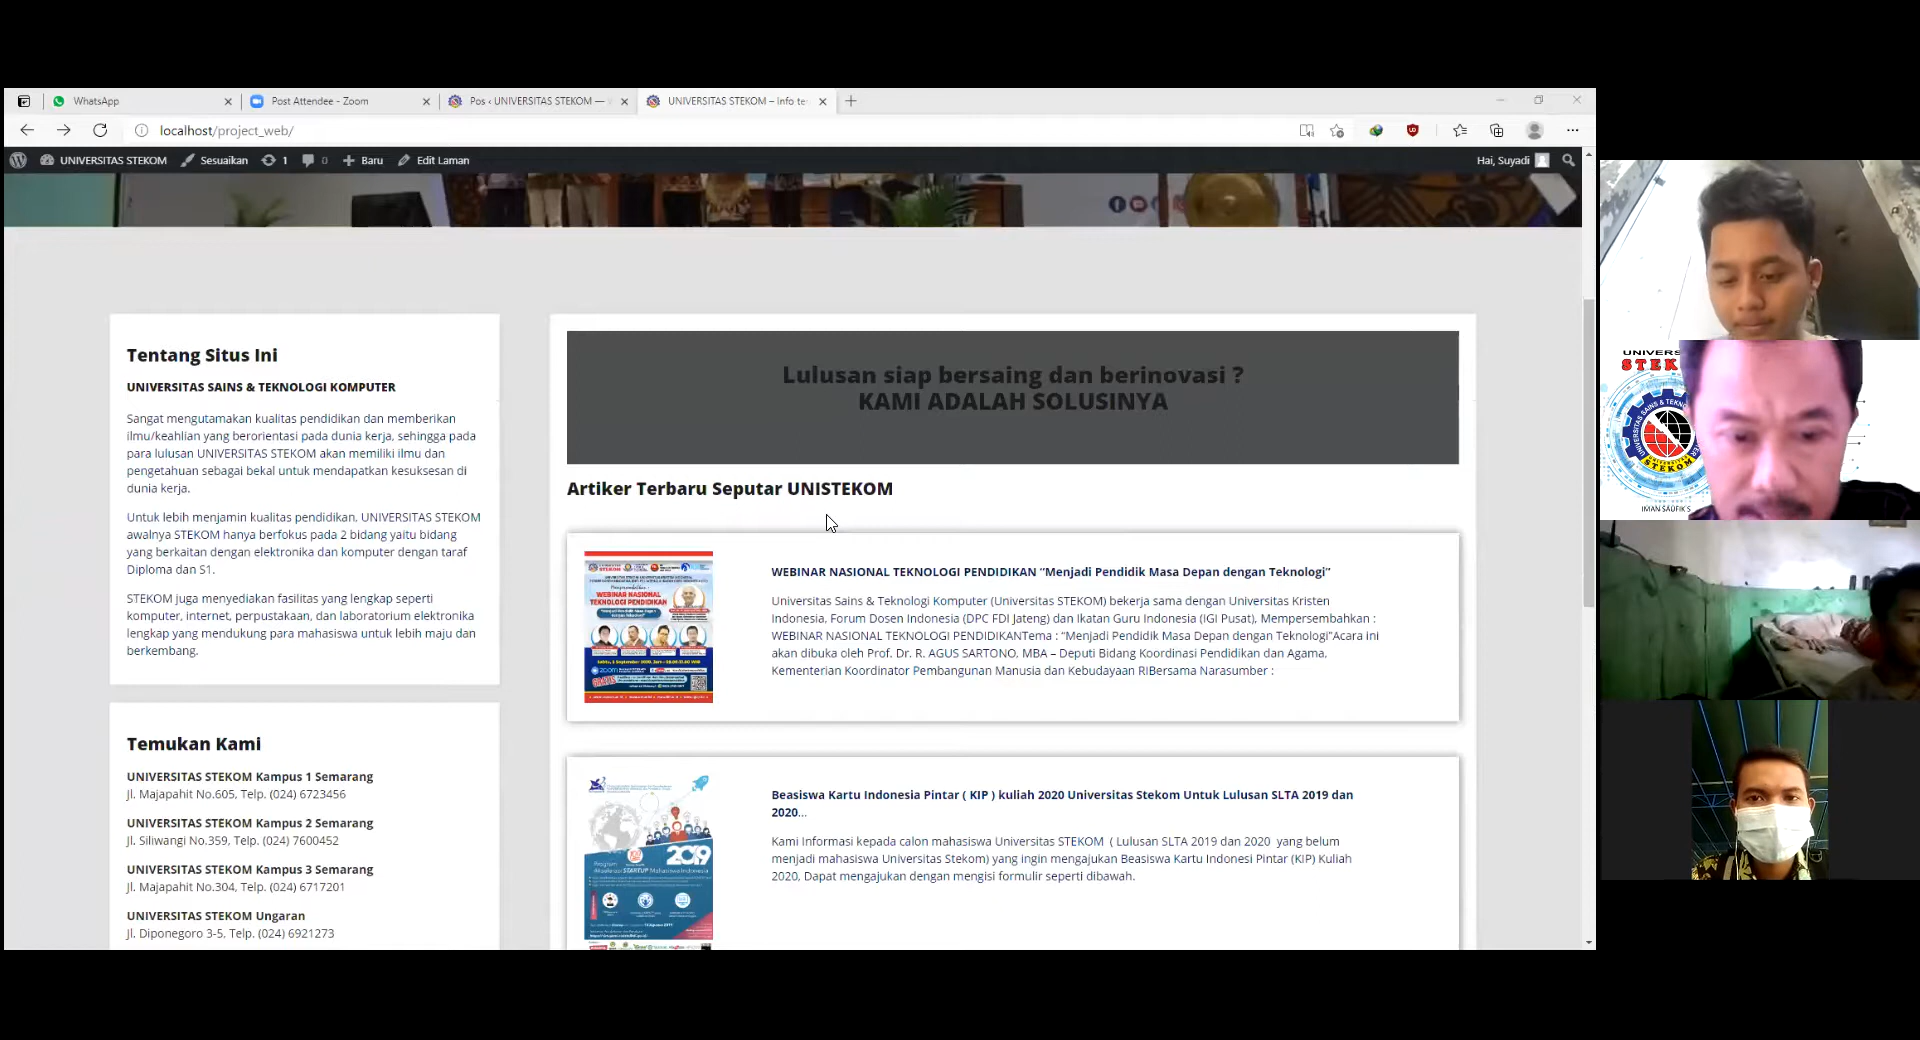 WhatsApp
Post Attendee - Zoom
Pos ‹ UNIVERSITAS STEKOM —
UNIVERSITAS STEKOM – Info te
localhost/project_web/
UNIVERSITAS STEKOM
Sesuaikan
1
0
Baru
Edit Laman
Hai, Suyadi
Tentang Situs Ini
UNIVERSITAS SAINS & TEKNOLOGI KOMPUTER
Sangat mengutamakan kualitas pendidikan dan memberikan
ilmu/keahlian yang berorientasi pada dunia kerja, sehingga pada
para lulusan UNIVERSITAS STEKOM akan memiliki ilmu dan
pengetahuan sebagai bekal untuk mendapatkan kesuksesan di
dunia kerja.
Untuk lebih menjamin kualitas pendidikan, UNIVERSITAS STEKOM
awalnya STEKOM hanya berfokus pada 2 bidang yaitu bidang
yang berkaitan dengan elektronika dan komputer dengan taraf
Diploma dan S1.
STEKOM juga menyediakan fasilitas yang lengkap seperti
komputer, internet, perpustakaan, dan laboratorium elektronika
lengkap yang mendukung para mahasiswa untuk lebih maju dan
berkembang.
Temukan Kami
UNIVERSITAS STEKOM Kampus 1 Semarang
Jl. Majapahit No.605, Telp. (024) 6723456
UNIVERSITAS STEKOM Kampus 2 Semarang
Jl. Siliwangi No.359, Telp. (024) 7600452
UNIVERSITAS STEKOM Kampus 3 Semarang
Jl. Majapahit No.304, Telp. (024) 6717201
UNIVERSITAS STEKOM Ungaran
Jl. Diponegoro 3-5, Telp. (024) 6921273
Lulusan siap bersaing dan berinovasi ?
KAMI ADALAH SOLUSINYA
Artiker Terbaru Seputar UNISTEKOM
WEBINAR NASIONAL
TEKNOLOGI PENDIDIKAN
GRATIS
WEBINAR NASIONAL TEKNOLOGI PENDIDIKAN “Menjadi Pendidik Masa Depan dengan Teknologi”
Universitas Sains & Teknologi Komputer (Universitas STEKOM) bekerja sama dengan Universitas Kristen
Indonesia, Forum Dosen Indonesia (DPC FDI Jateng) dan Ikatan Guru Indonesia (IGI Pusat), Mempersembahkan :
WEBINAR NASIONAL TEKNOLOGI PENDIDIKANTema : “Menjadi Pendidik Masa Depan dengan Teknologi”Acara ini
akan dibuka oleh Prof. Dr. R. AGUS SARTONO, MBA – Deputi Bidang Koordinasi Pendidikan dan Agama,
Kementerian Koordinator Pembangunan Manusia dan Kebudayaan RIBersama Narasumber :
2019
Program
Akselerasi STARTUP Mahasiswa Indonesia
Beasiswa Kartu Indonesia Pintar ( KIP ) kuliah 2020 Universitas Stekom Untuk Lulusan SLTA 2019 dan
2020...
Kami Informasi kepada calon mahasiswa Universitas STEKOM ( Lulusan SLTA 2019 dan 2020 yang belum
menjadi mahasiswa Universitas Stekom) yang ingin mengajukan Beasiswa Kartu Indonesi Pintar (KIP) Kuliah
2020, Dapat mengajukan dengan mengisi formulir seperti dibawah.
UNIVERS
STEK
UNIVERSITAS
STEKOM
IMAN SAUFIK S